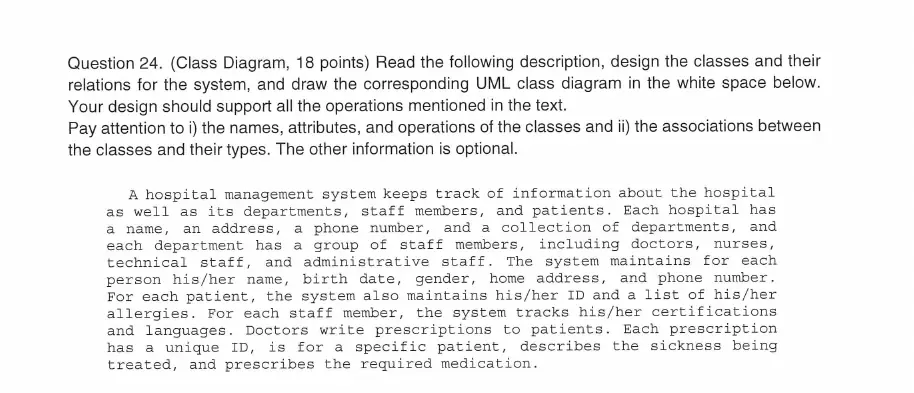 Question 24. (Class Diagram, 18 points) Read the following description, design the classes and their
relations for the system, and draw the corresponding UML class diagram in the white space below.
Your design should support all the operations mentioned in the text.
Pay attention to i) the names, attributes, and operations of the classes and ii) the associations between
the classes and their types. The other information is optional.
A hospital management system keeps track of information about the hospital
as well as its departments, staff members, and patients. Each hospital has
a name, an address, a phone number, and a collection of departments, and
each department has a group of staff members, including doctors, nurses,
technical staff, and administrative staff. The system maintains for each
person his/her name, birth date, gender, home address, and phone number.
For each patient, the system also maintains his/her ID and a list of his/her
allergies. For each staff member, the system tracks his/her certifications
and languages. Doctors write prescriptions to patients. Each prescription
has a unique ID, is for a specific patient, describes the sickness being
treated, and prescribes the required medication.